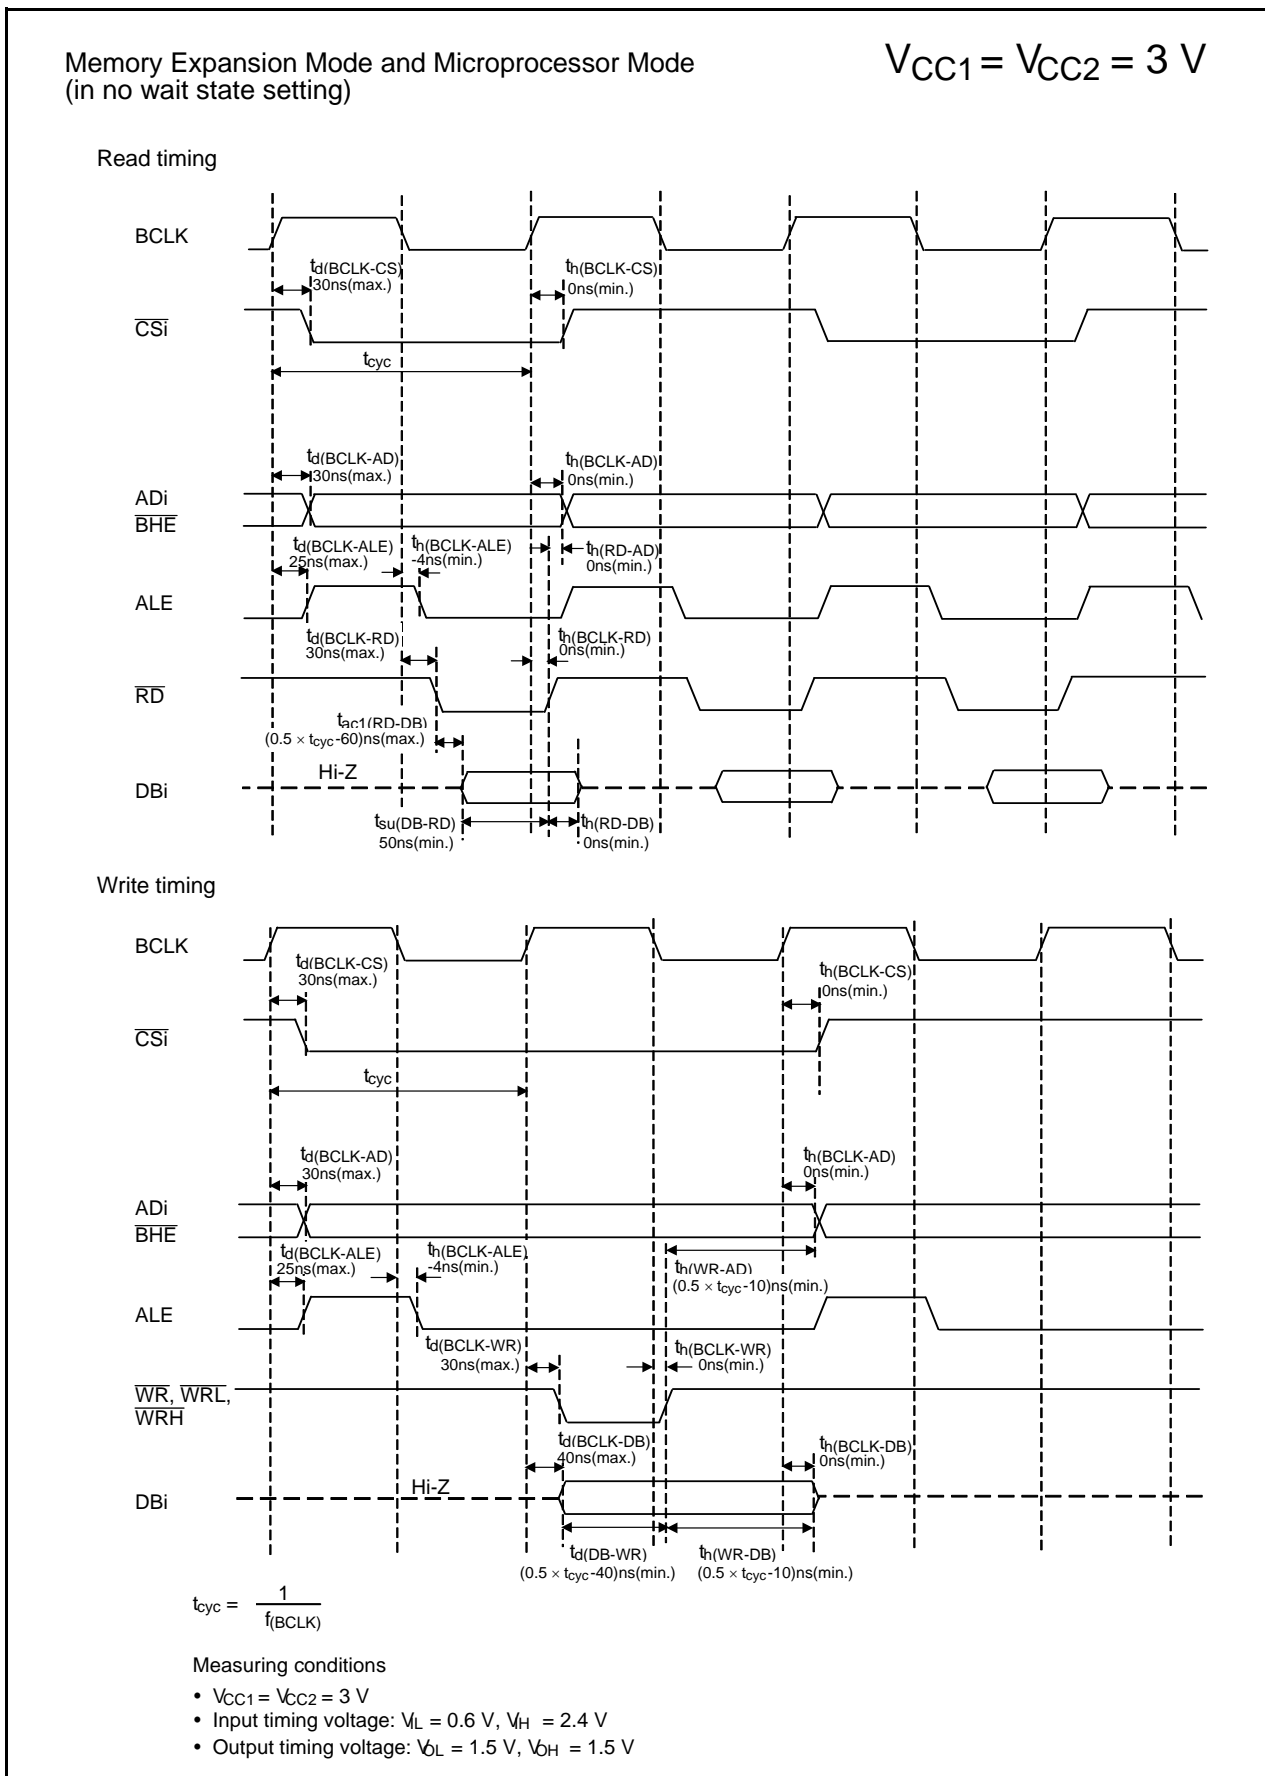 Memory Expansion Mode and Microprocessor Mode
(in no wait state setting)
VCC1 = VCC2 = 3 V
Read timing
BCLK
td(BCLK-CS)
30ns(max.)
th(BCLK-CS)
0ns(min.)
CSi
tcyc
td(BCLK-AD)
30ns(max.)
th(BCLK-AD)
0ns(min.)
ADi
BHE
td(BCLK-ALE)
25ns(max.)
th(BCLK-ALE)
-4ns(min.)
th(RD-AD)
0ns(min.)
ALE
td(BCLK-RD)
30ns(max.)
th(BCLK-RD)
0ns(min.)
RD
tac1(RD-DB)
(0.5 × tcyc-60)ns(max.)
Hi-Z
DBi
tsu(DB-RD)
50ns(min.)
th(RD-DB)
0ns(min.)
Write timing
BCLK
td(BCLK-CS)
30ns(max.)
th(BCLK-CS)
0ns(min.)
CSi
tcyc
td(BCLK-AD)
30ns(max.)
th(BCLK-AD)
0ns(min.)
ADi
BHE
td(BCLK-ALE)
25ns(max.)
th(BCLK-ALE)
-4ns(min.)
th(WR-AD)
(0.5 × tcyc-10)ns(min.)
ALE
td(BCLK-WR)
30ns(max.)
th(BCLK-WR)
0ns(min.)
WR, WRL,
WRH
td(BCLK-DB)
40ns(max.)
th(BCLK-DB)
0ns(min.)
Hi-Z
DBi
td(DB-WR)
(0.5 × tcyc-40)ns(min.)
th(WR-DB)
(0.5 × tcyc-10)ns(min.)
tcyc = 1
f(BCLK)
Measuring conditions
• VCC1 = VCC2 = 3 V
• Input timing voltage: VIL = 0.6 V, VIH = 2.4 V
• Output timing voltage: VOL = 1.5 V, VOH = 1.5 V